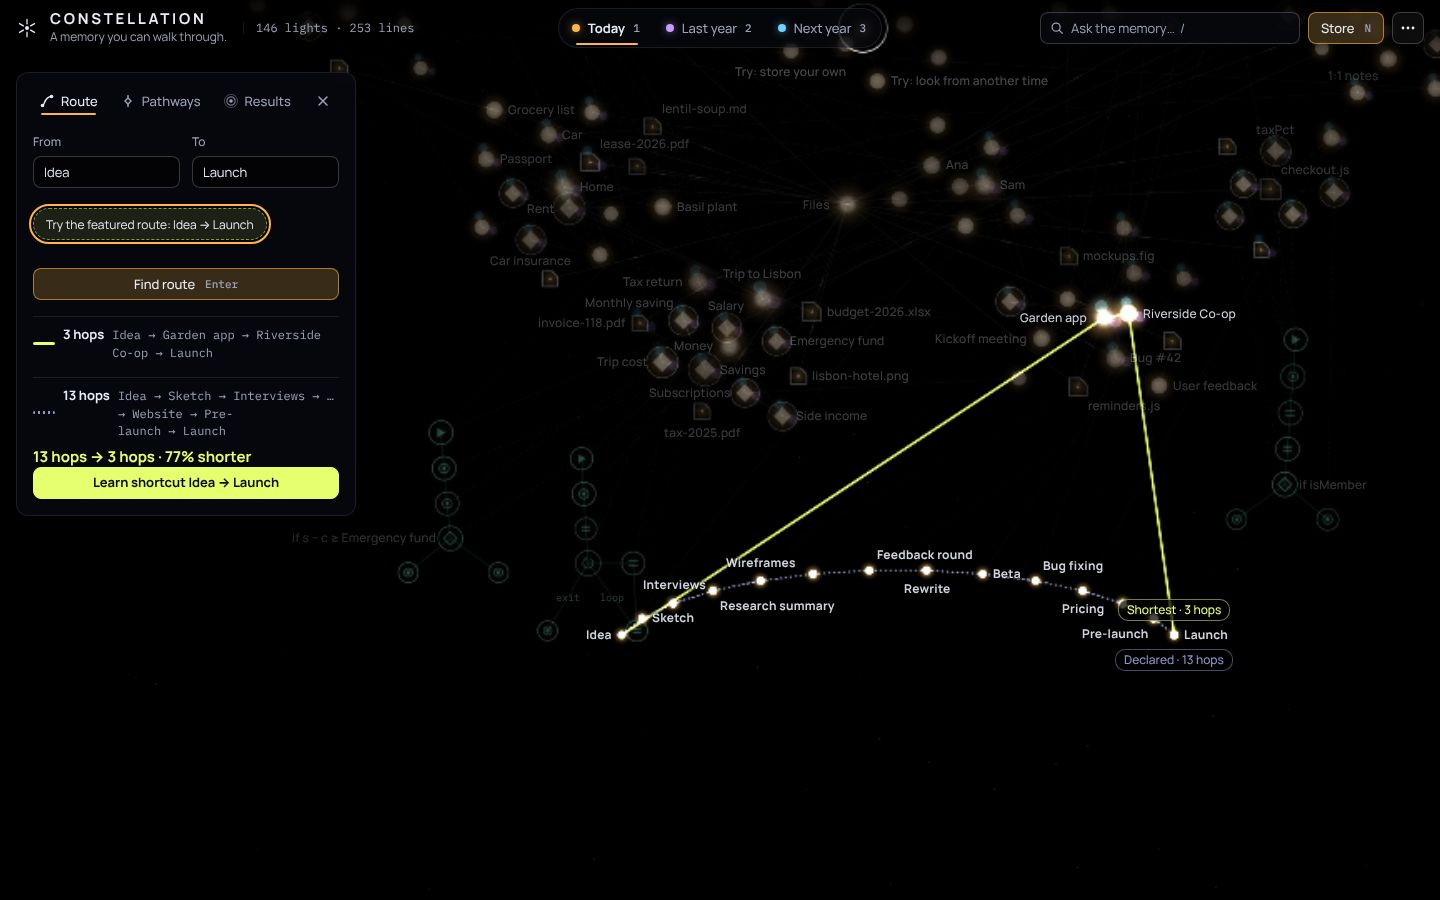 CONSTELLATION
A memory you can walk through.
146 lights · 253 lines
Today 1
Last year 2
Next year 3
Ask the memory... /
Store N
Route
Pathways
Results
From
To
Idea
Launch
Try the featured route: Idea → Launch
Find route Enter
3 hops Idea → Garden app → Riverside
Co-op → Launch
13 hops Idea → Sketch → Interviews → …
→ Website → Pre-
launch → Launch
13 hops → 3 hops · 77% shorter
Learn shortcut Idea → Launch
Try: store your own
Try: look from another time
1:1 notes
Grocery list
lentil-soup.md
Car
lease-2026.pdf
taxPct
Passport
Ana
checkout.js
Home
Sam
Rent
Basil plant
Files
Car insurance
mockups.fig
Trip to Lisbon
Tax return
Monthly saving
Salary
budget-2026.xlsx
Garden app
Riverside Co-op
invoice-118.pdf
Money
Emergency fund
Kickoff meeting
Bug #42
Trip cost
Savings
lisbon-hotel.png
User feedback
Subscriptions
reminders.js
Side income
tax-2025.pdf
if isMember
if s − c ≥ Emergency fund
Wireframes
Feedback round
Bug fixing
Beta
Interviews
Rewrite
exit
loop
Research summary
Pricing
Shortest · 3 hops
Sketch
Idea
Pre-launch
Launch
Declared · 13 hops